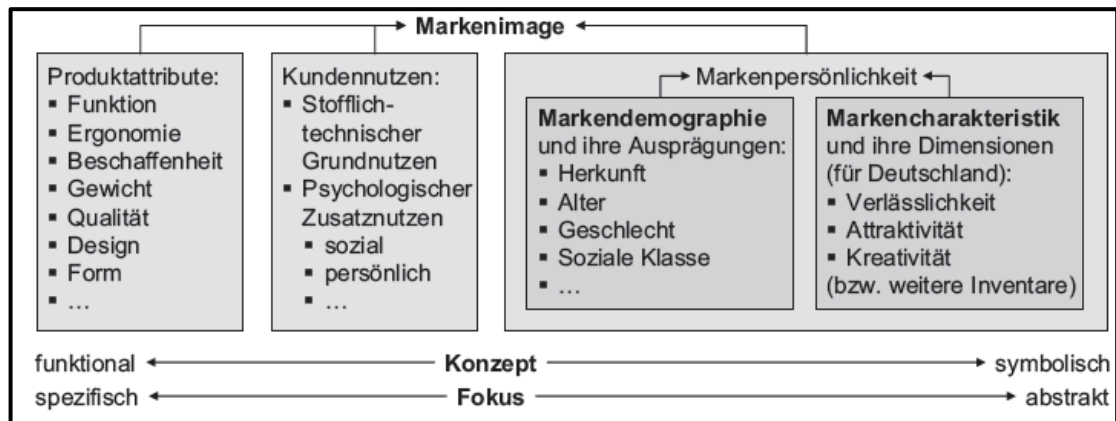 Markenimage
Produktattribute:
▪ Funktion
▪ Ergonomie
▪ Beschaffenheit
▪ Gewicht
▪ Qualität
▪ Design
▪ Form
▪ …
Kundennutzen:
▪ Stofflich-
technischer
Grundnutzen
▪ Psychologischer
Zusatznutzen
▪ sozial
▪ persönlich
▪ …
Markenpersönlichkeit
Markendemographie
und ihre Ausprägungen:
▪ Herkunft
▪ Alter
▪ Geschlecht
▪ Soziale Klasse
▪ …
Markencharakteristik
und ihre Dimensionen
(für Deutschland):
▪ Verlässlichkeit
▪ Attraktivität
▪ Kreativität
(bzw. weitere Inventare)
funktional Konzept symbolisch
spezifisch Fokus abstrakt